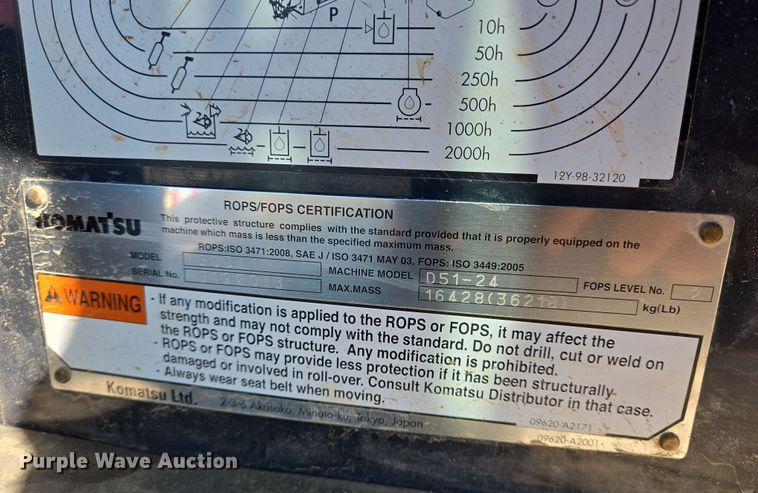 P
10h
50h
250h
500h
1000h
2000h
12Y-98-32120
ROPS/FOPS CERTIFICATION
KOMATSU
This protective structure complies with the standard provided that it is properly equipped on the
machine which mass is less than the specified maximum mass.
ROPS:ISO 3471:2008, SAE J / ISO 3471 MAY 03, FOPS: ISO 3449:2005
MODEL
MACHINE MODEL D51-24 FOPS LEVEL No. 2
SERIAL No.
MAX.MASS 16428(36218) kg(Lb)
WARNING
- If any modification is applied to the ROPS or FOPS, it may affect the
strength and may not comply with the standard. Do not drill, cut or weld on
the ROPS or FOPS structure. Any modification is prohibited.
- ROPS or FOPS may provide less protection if it has been structurally
damaged or involved in roll-over. Consult Komatsu Distributor in that case.
- Always wear seat belt when moving.
Komatsu Ltd.
2-3-6 Akasaka, Minato-ku, Tokyo, Japan
09620-A2171
09620-A2001
Purple Wave Auction